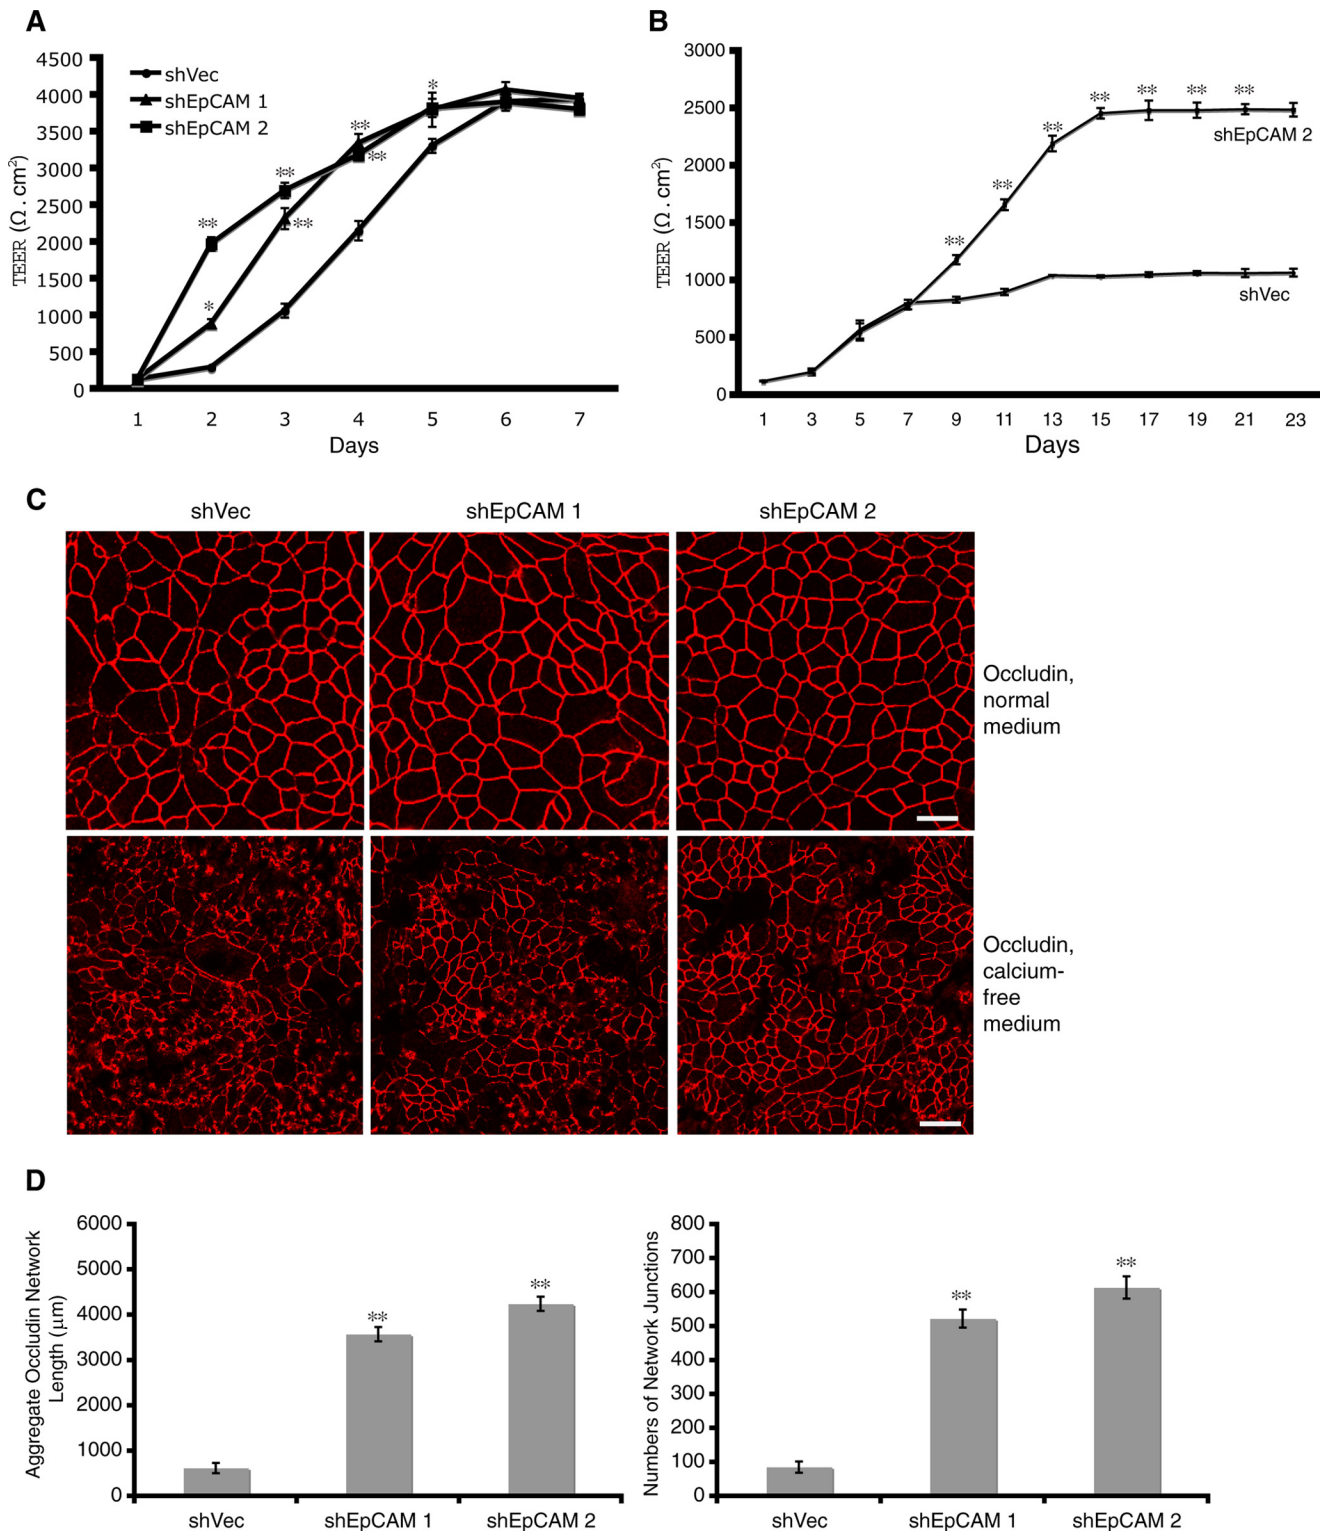 A
4500
4000
3500
3000
2500
2000
1500
1000
500
0
TEER (Ω . cm²)
shVec
shEpCAM 1
shEpCAM 2
*
**
**
**
**
**
*
1 2 3 4 5 6 7
Days
B
3000
2500
2000
1500
1000
500
0
TEER (Ω . cm²)
** ** ** **
shEpCAM 2
**
**
**
shVec
1 3 5 7 9 11 13 15 17 19 21 23
Days
C
shVec shEpCAM 1 shEpCAM 2
Occludin,
normal
medium
Occludin,
calcium-
free
medium
D
Aggregate Occludin Network
Length (μm)
6000
5000
4000
3000
2000
1000
0
**
**
shVec shEpCAM 1 shEpCAM 2
Numbers of Network Junctions
800
700
600
500
400
300
200
100
0
**
**
shVec shEpCAM 1 shEpCAM 2